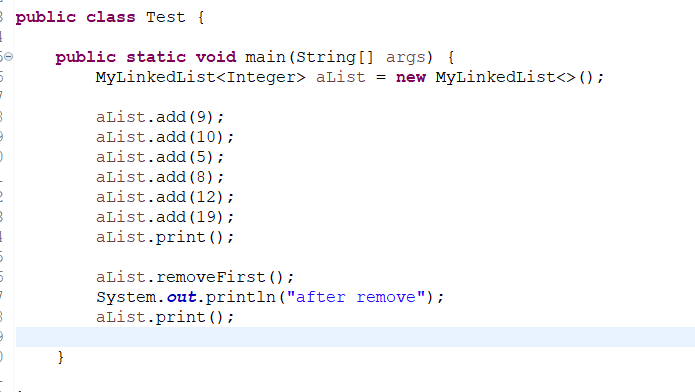 public class Test {
public static void main(String[] args) {
MyLinkedList<Integer> aList = new MyLinkedList<>();
aList.add(9);
aList.add(10);
aList.add(5);
aList.add(8);
aList.add(12);
aList.add(19);
aList.print();
aList.removeFirst();
System.out.println("after remove");
aList.print();
}